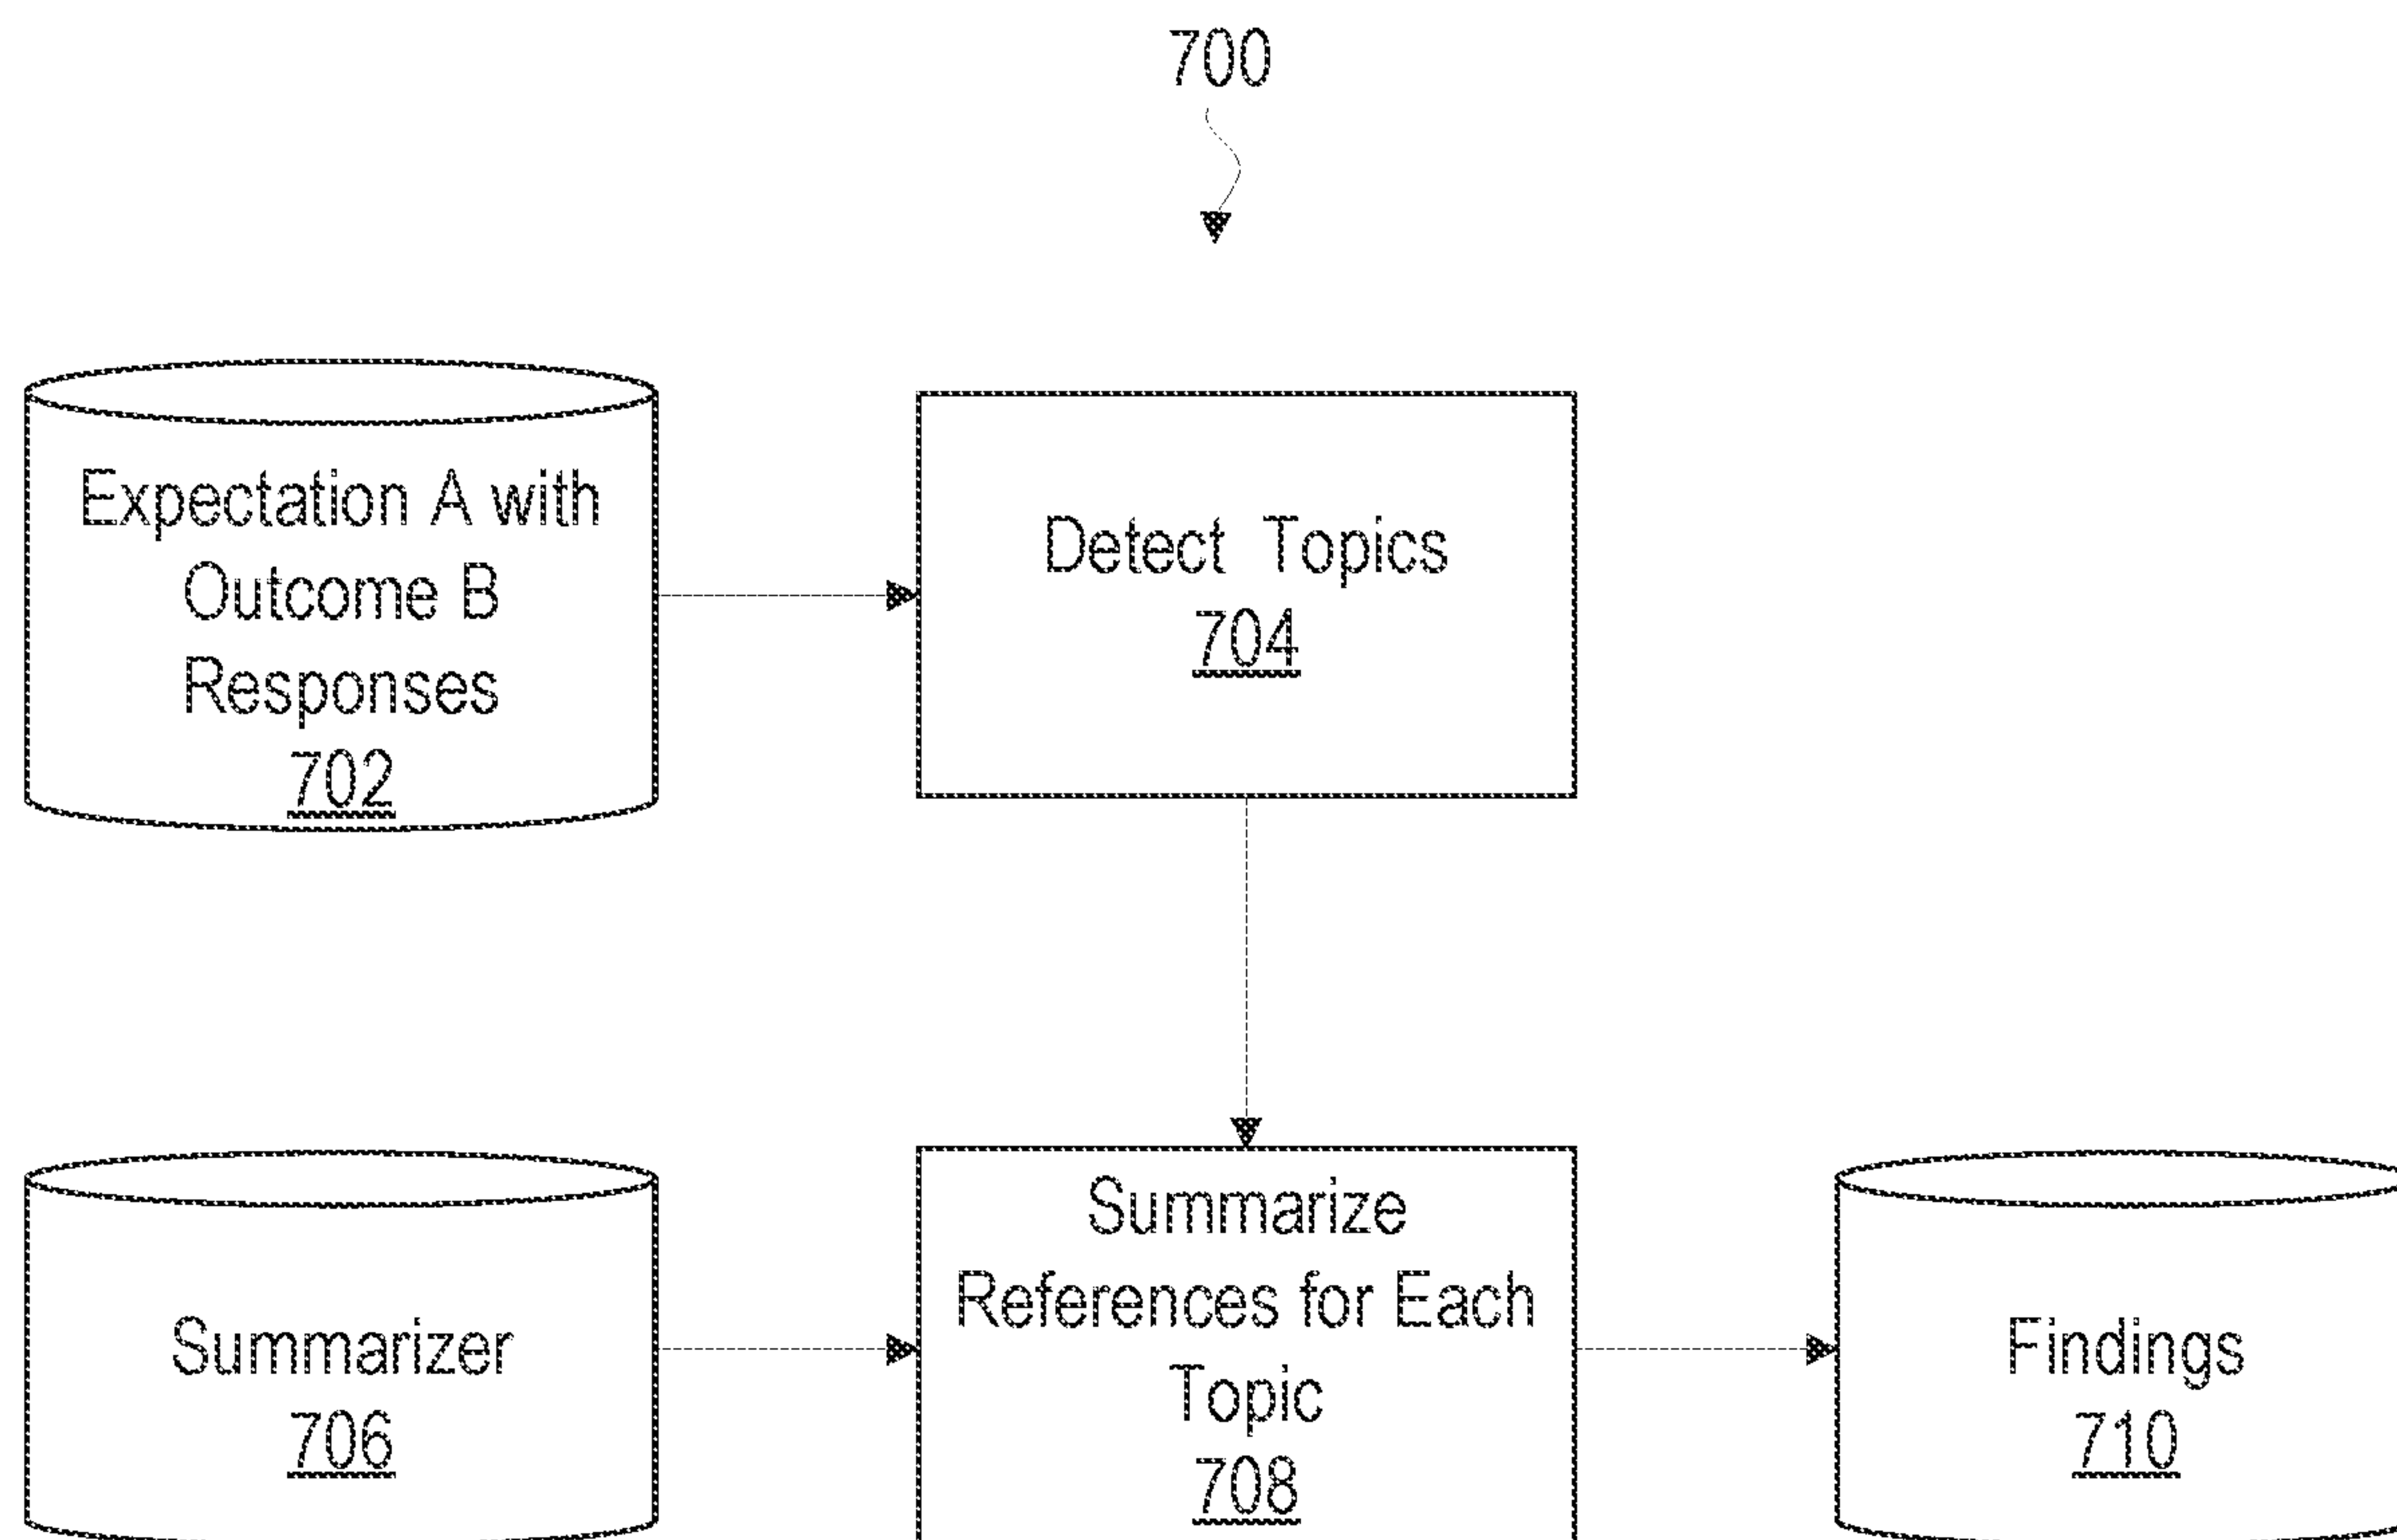 700
Expectation A with
Outcome B
Responses
702
Detect Topics
704
Summarizer
706
Summarize
References for Each
Topic
708
Findings
710